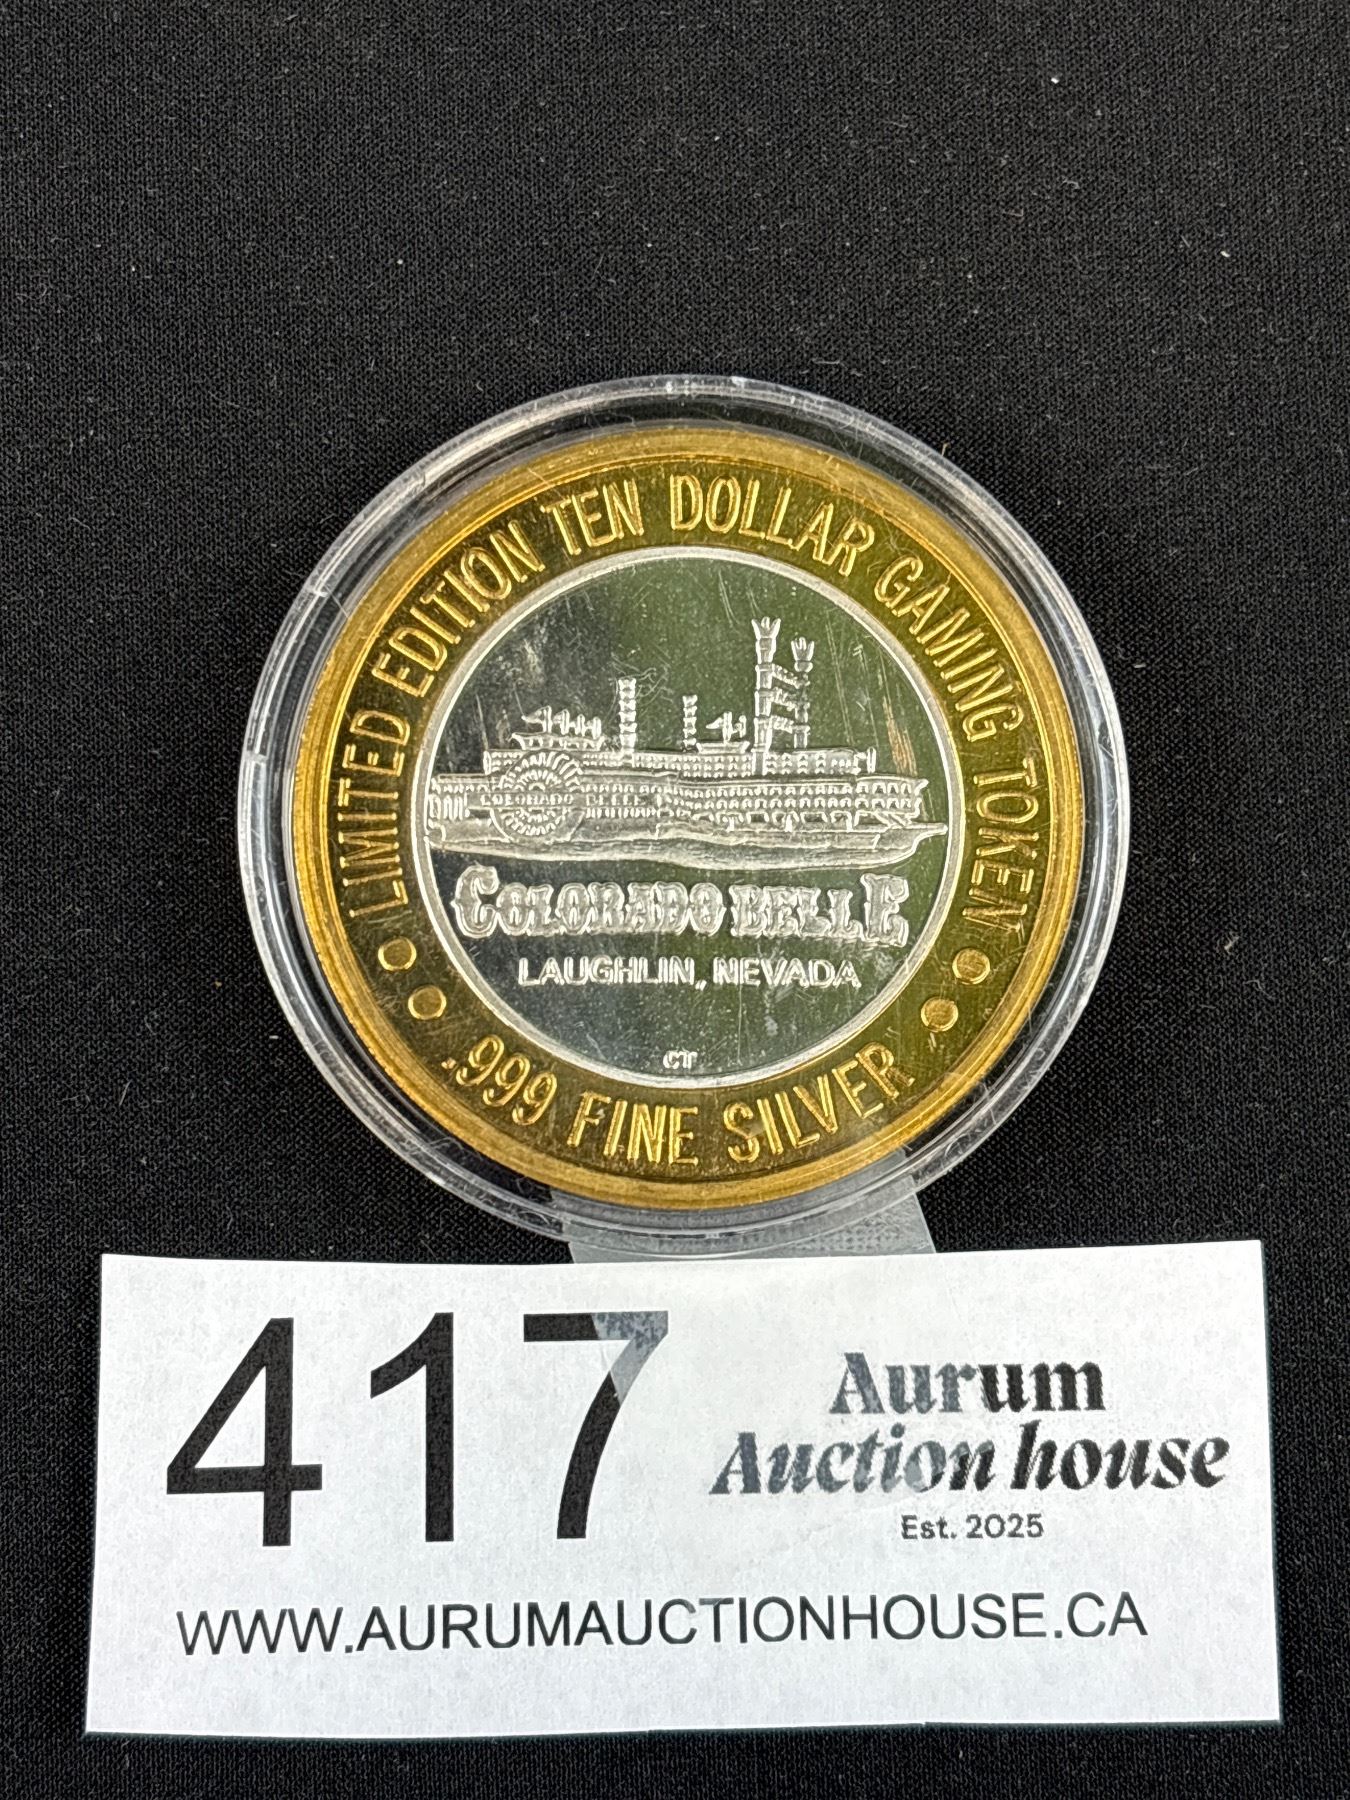 LIMITED EDITION TEN DOLLAR GAMING TOKEN
COLORADO BELLE
COLORADO BELLE
LAUGHLIN, NEVADA
CT
.999 FINE SILVER
417
Aurum
Auction house
Est. 2025
WWW.AURUMAUCTIONHOUSE.CA